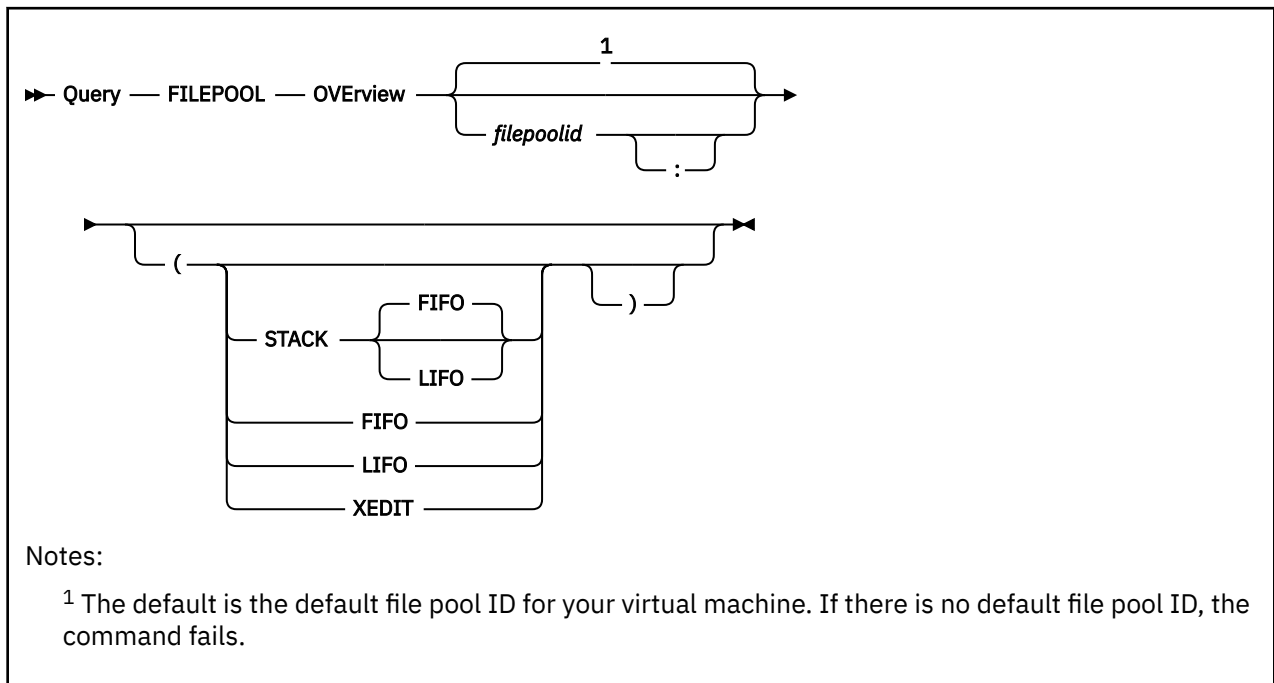 1
Query FILEPOOL OVErview
filepoolid
:
(
FIFO
)
STACK
LIFO
FIFO
LIFO
XEDIT
Notes:
1 The default is the default file pool ID for your virtual machine. If there is no default file pool ID, the
command fails.